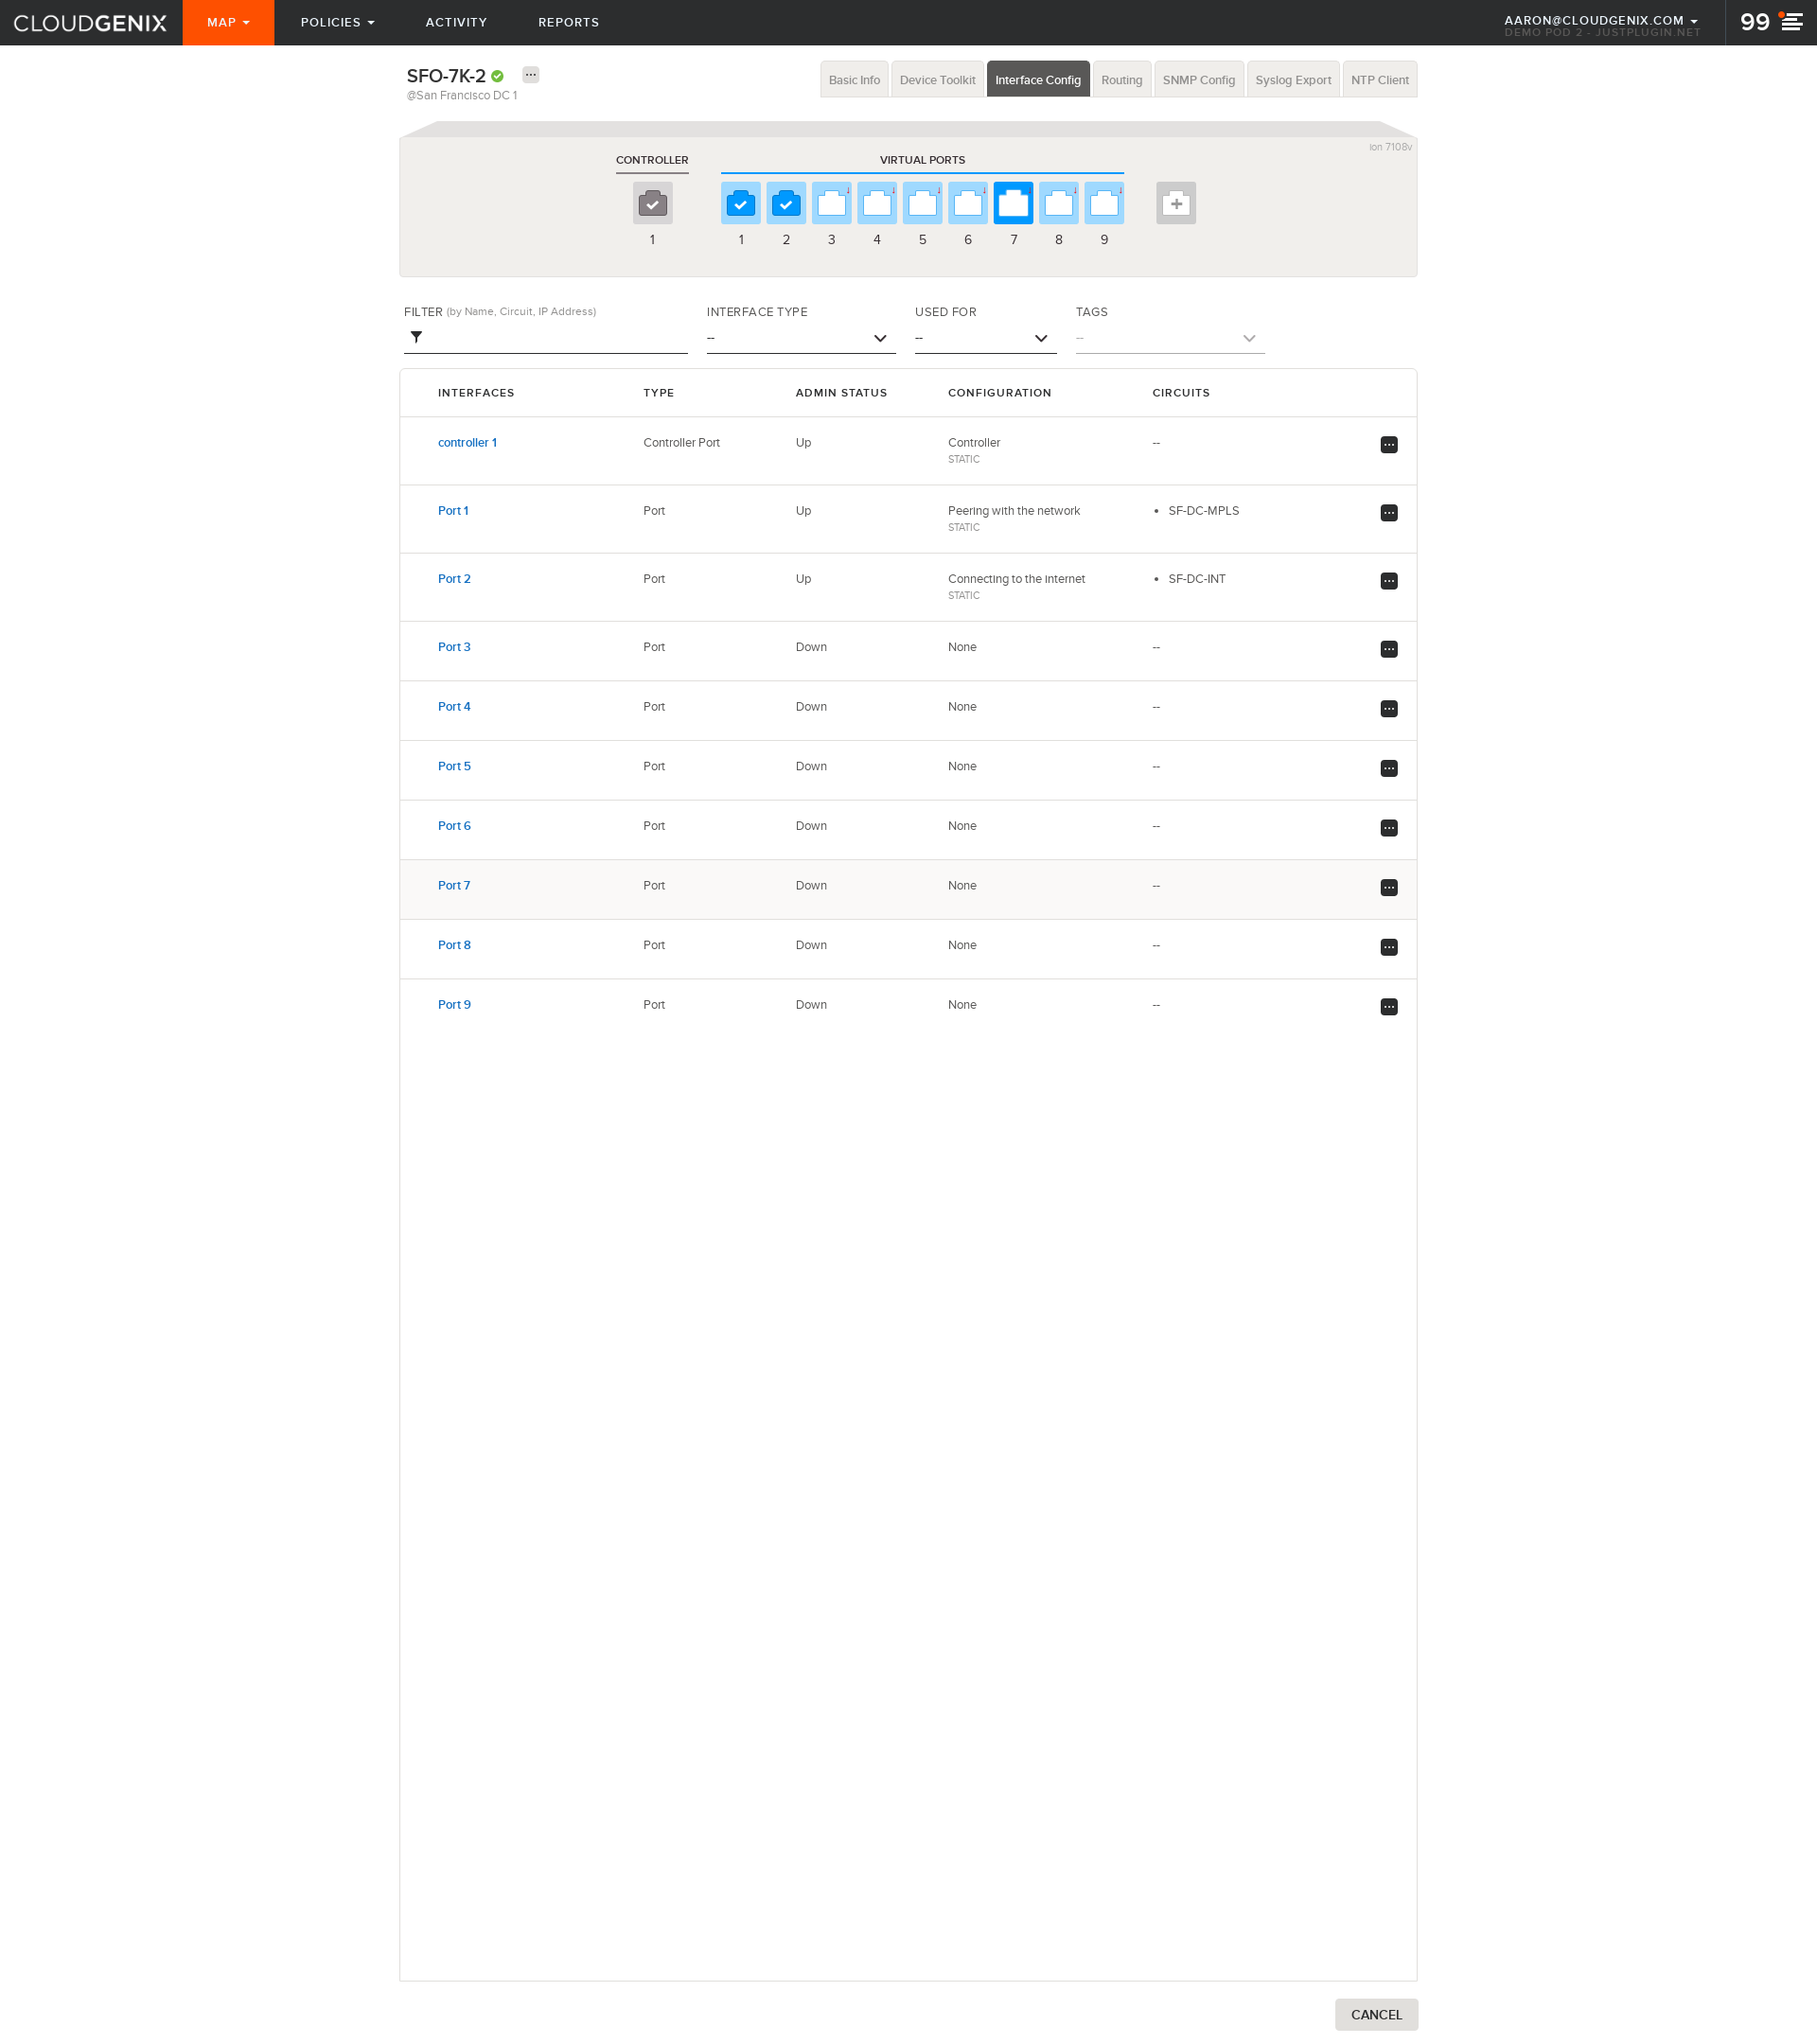 CLOUDGENIX MAP POLICIES ACTIVITY REPORTS AARON@CLOUDGENIX.COM 99
DEMO POD 2 - JUSTPLUGIN.NET
SFO-7K-2 Basic Info Device Toolkit Interface Config Routing SNMP Config Syslog Export NTP Client
@San Francisco DC 1
ion 7108v
CONTROLLER VIRTUAL PORTS
1 1 2 3 4 5 6 7 8 9
FILTER (by Name, Circuit, IP Address) INTERFACE TYPE USED FOR TAGS
-- -- --
INTERFACES TYPE ADMIN STATUS CONFIGURATION CIRCUITS
controller 1 Controller Port Up Controller --
STATIC
Port 1 Port Up Peering with the network • SF-DC-MPLS
STATIC
Port 2 Port Up Connecting to the internet • SF-DC-INT
STATIC
Port 3 Port Down None --
Port 4 Port Down None --
Port 5 Port Down None --
Port 6 Port Down None --
Port 7 Port Down None --
Port 8 Port Down None --
Port 9 Port Down None --
CANCEL